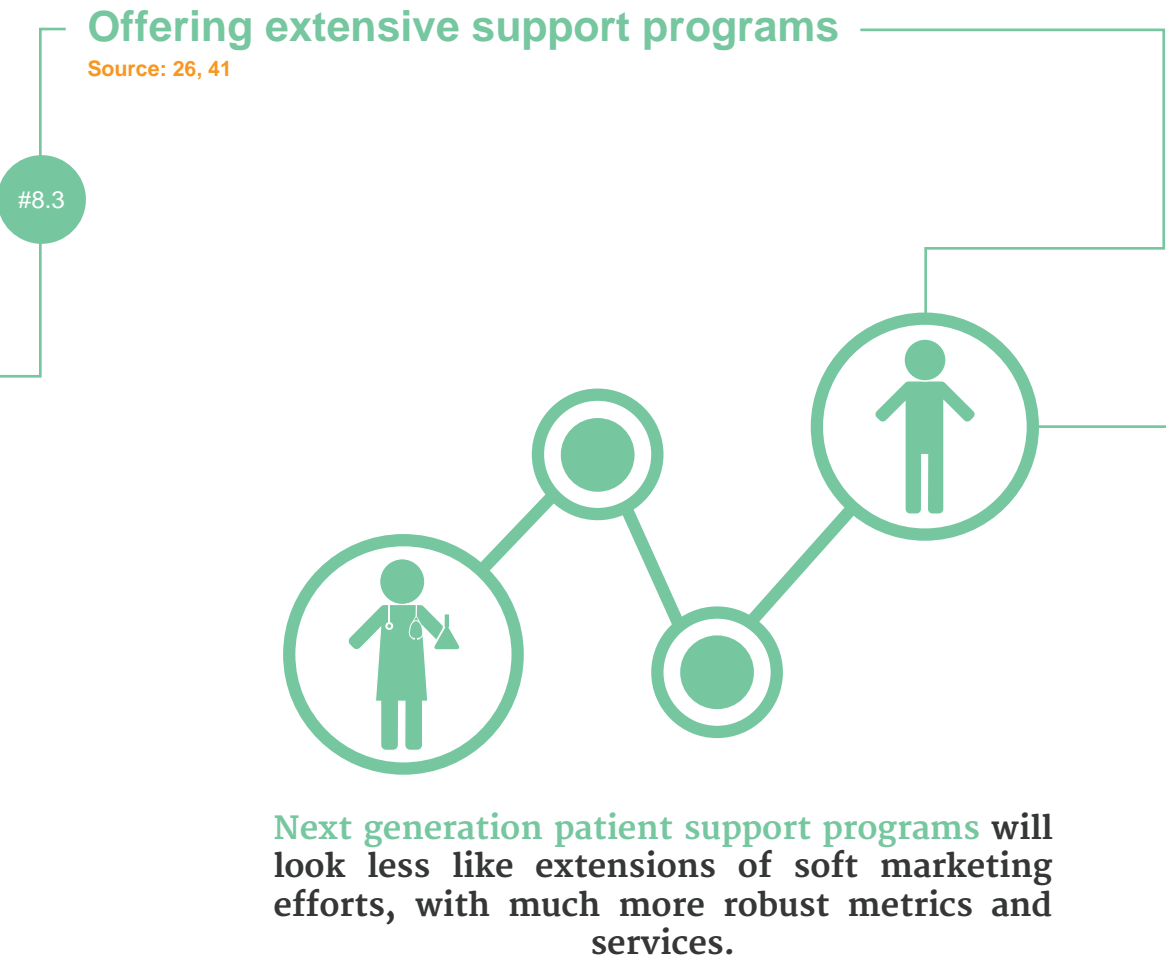 Offering extensive support programs
Source: 26, 41
#8.3
Next generation patient support programs will
look less like extensions of soft marketing
efforts, with much more robust metrics and
services.